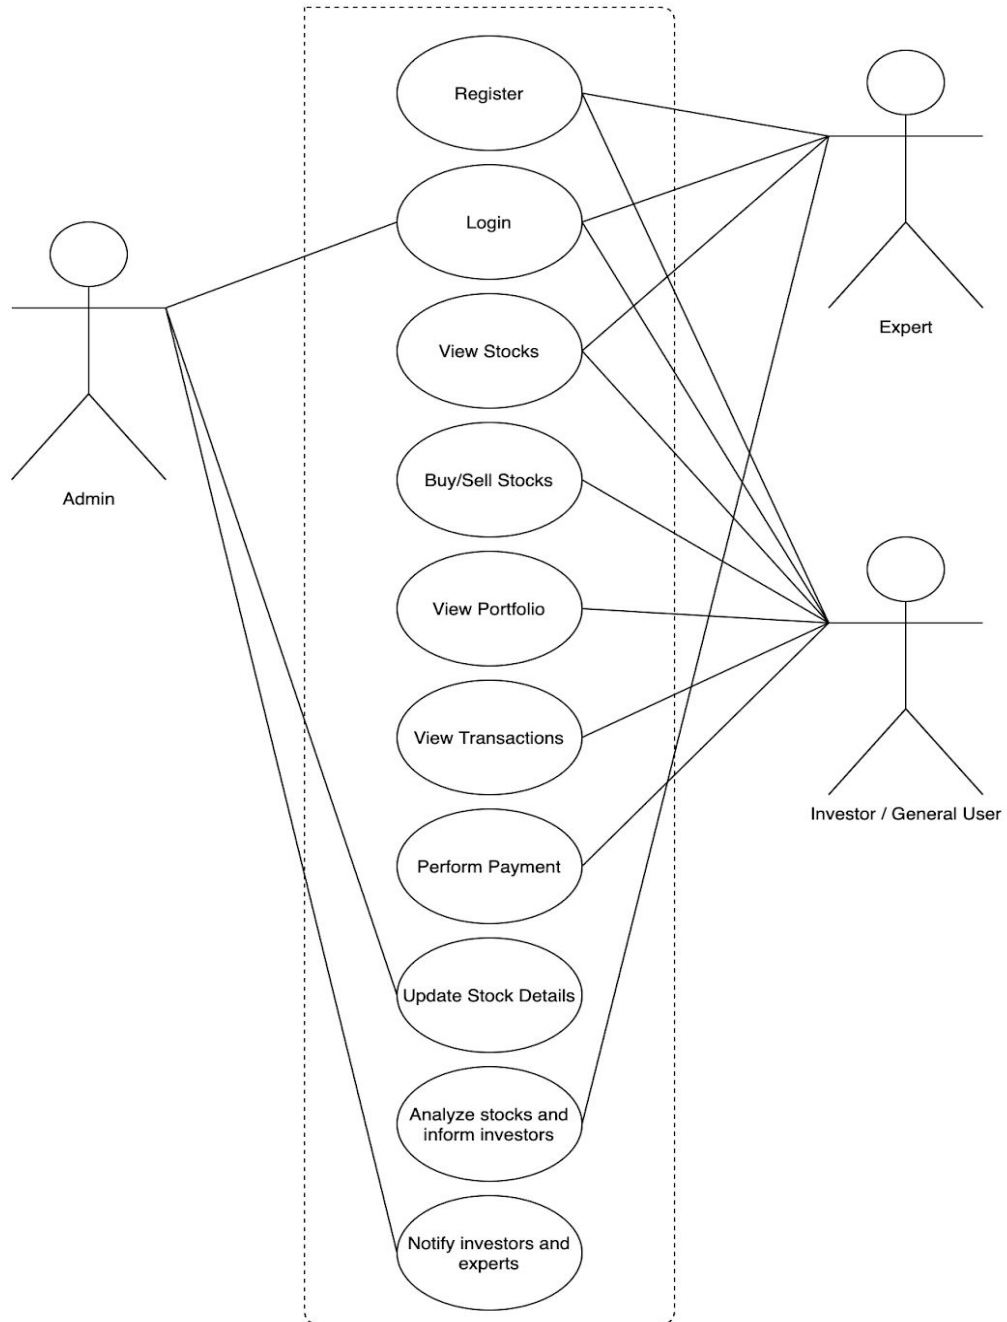 Register
Login
View Stocks
Buy/Sell Stocks
View Portfolio
View Transactions
Perform Payment
Update Stock Details
Analyze stocks and
inform investors
Notify investors and
experts
Admin
Expert
Investor / General User